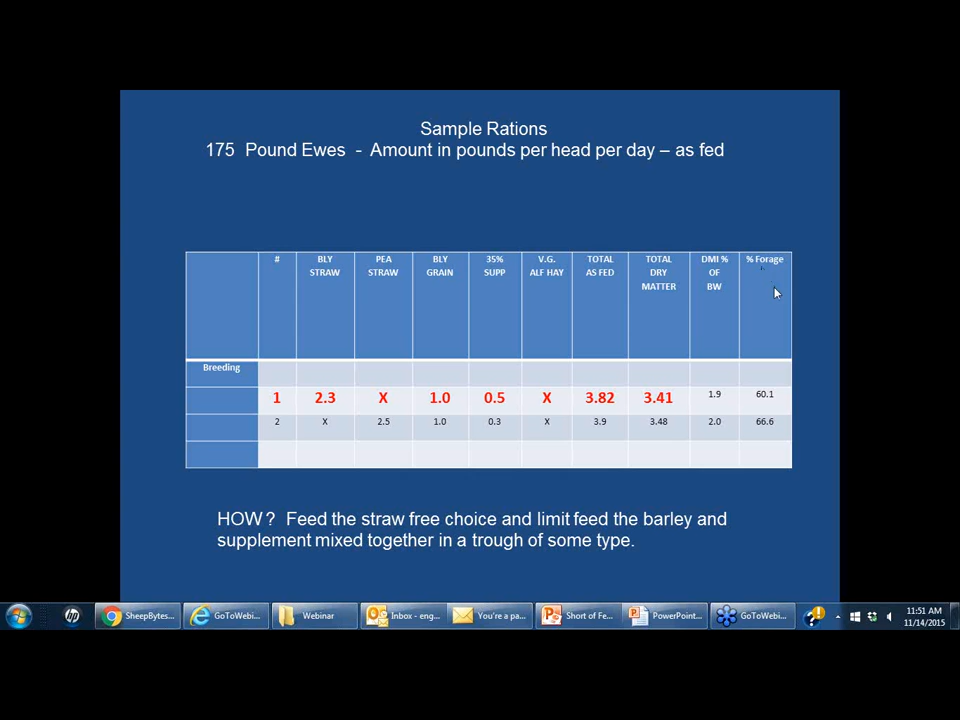 Sample Rations
175 Pound Ewes - Amount in pounds per head per day – as fed
# BLY STRAW PEA STRAW BLY GRAIN 35% SUPP V.G. ALF HAY TOTAL AS FED TOTAL DRY MATTER DMI % OF BW % Forage
Breeding
1 2.3 X 1.0 0.5 X 3.82 3.41 1.9 60.1
2 X 2.5 1.0 0.3 X 3.9 3.48 2.0 66.6
HOW ? Feed the straw free choice and limit feed the barley and
supplement mixed together in a trough of some type.
hp SheepBytes... GoToWebi... Webinar Inbox - eng... You're a pa... Short of Fe... PowerPoint... GoToWebi... 11:51 AM
11/14/2015